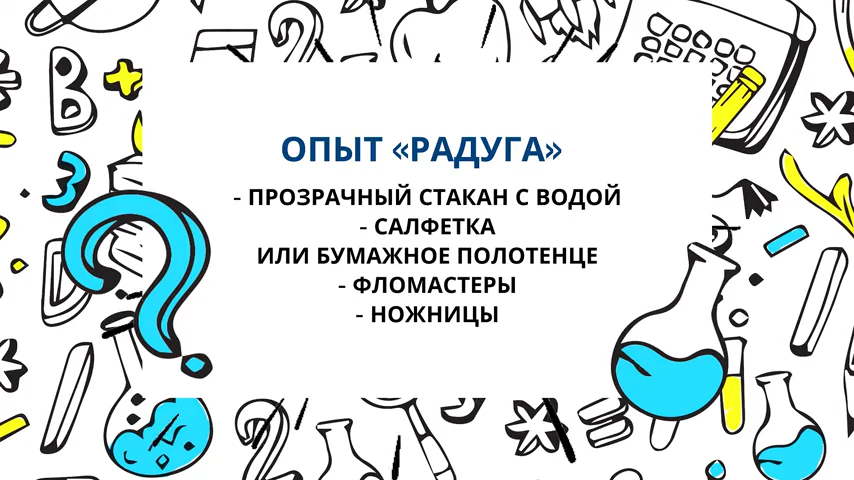 ОПЫТ «РАДУГА»
- ПРОЗРАЧНЫЙ СТАКАН С ВОДОЙ
- САЛФЕТКА
ИЛИ БУМАЖНОЕ ПОЛОТЕНЦЕ
- ФЛОМАСТЕРЫ
- НОЖНИЦЫ